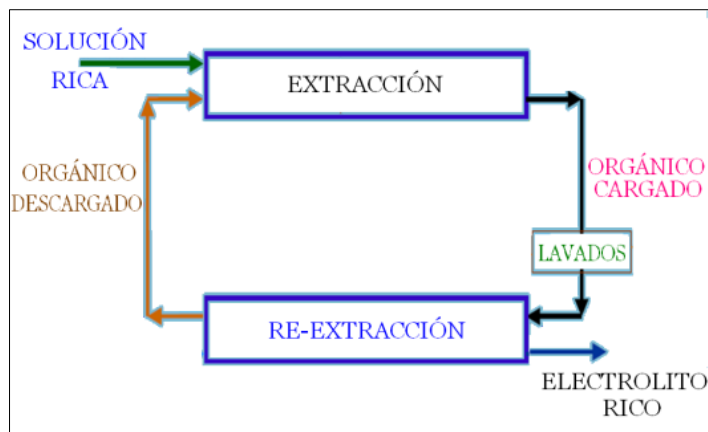 SOLUCIÓN
RICA
EXTRACCIÓN
ORGÁNICO
DESCARGADO
ORGÁNICO
CARGADO
LAVADOS
RE-EXTRACCIÓN
ELECTROLITO
RICO